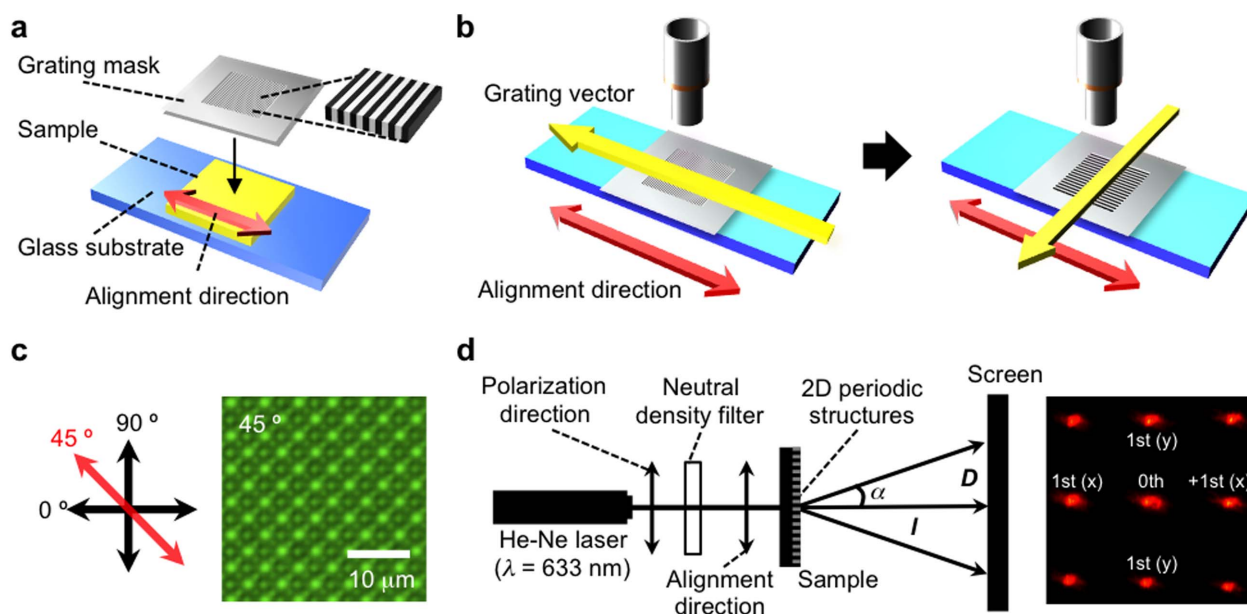 a
Grating mask
Sample
Glass substrate
Alignment direction
b
Grating vector
Alignment direction
c
90 º
45 º
0 º
45 º
10 μm
d
Polarization
direction
Neutral
density filter
2D periodic
structures
Screen
He-Ne laser
(λ = 633 nm)
Alignment
direction
Sample
α
D
l
1st (y)
1st (x)
0th
+1st (x)
1st (y)